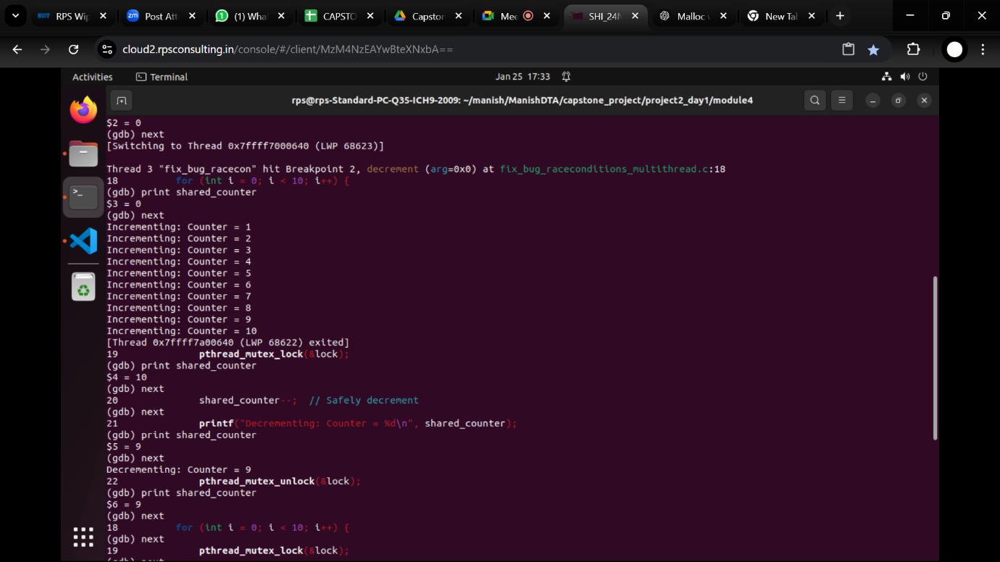 RPS Wip
Post Att
(1) Wha
CAPSTO
Capston
Mee
SHI_24N
Malloc v
New Tab
cloud2.rpsconsulting.in/console/#/client/MzM4NzEAYwBteXNxbA==
Activities
Terminal
Jan 25 17:33
rps@rps-Standard-PC-Q35-ICH9-2009: ~/manish/ManishDTA/capstone_project/project2_day1/module4
$2 = 0
(gdb) next
[Switching to Thread 0x7ffff7000640 (LWP 68623)]
Thread 3 "fix_bug_racecon" hit Breakpoint 2, decrement (arg=0x0) at fix_bug_raceconditions_multithread.c:18
18 for (int i = 0; i < 10; i++) {
(gdb) print shared_counter
$3 = 0
(gdb) next
Incrementing: Counter = 1
Incrementing: Counter = 2
Incrementing: Counter = 3
Incrementing: Counter = 4
Incrementing: Counter = 5
Incrementing: Counter = 6
Incrementing: Counter = 7
Incrementing: Counter = 8
Incrementing: Counter = 9
Incrementing: Counter = 10
[Thread 0x7ffff7a00640 (LWP 68622) exited]
19 pthread_mutex_lock(&lock);
(gdb) print shared_counter
$4 = 10
(gdb) next
20 shared_counter--; // Safely decrement
(gdb) next
21 printf("Decrementing: Counter = %d\n", shared_counter);
(gdb) print shared_counter
$5 = 9
(gdb) next
Decrementing: Counter = 9
22 pthread_mutex_unlock(&lock);
(gdb) print shared_counter
$6 = 9
(gdb) next
18 for (int i = 0; i < 10; i++) {
(gdb) next
19 pthread_mutex_lock(&lock);